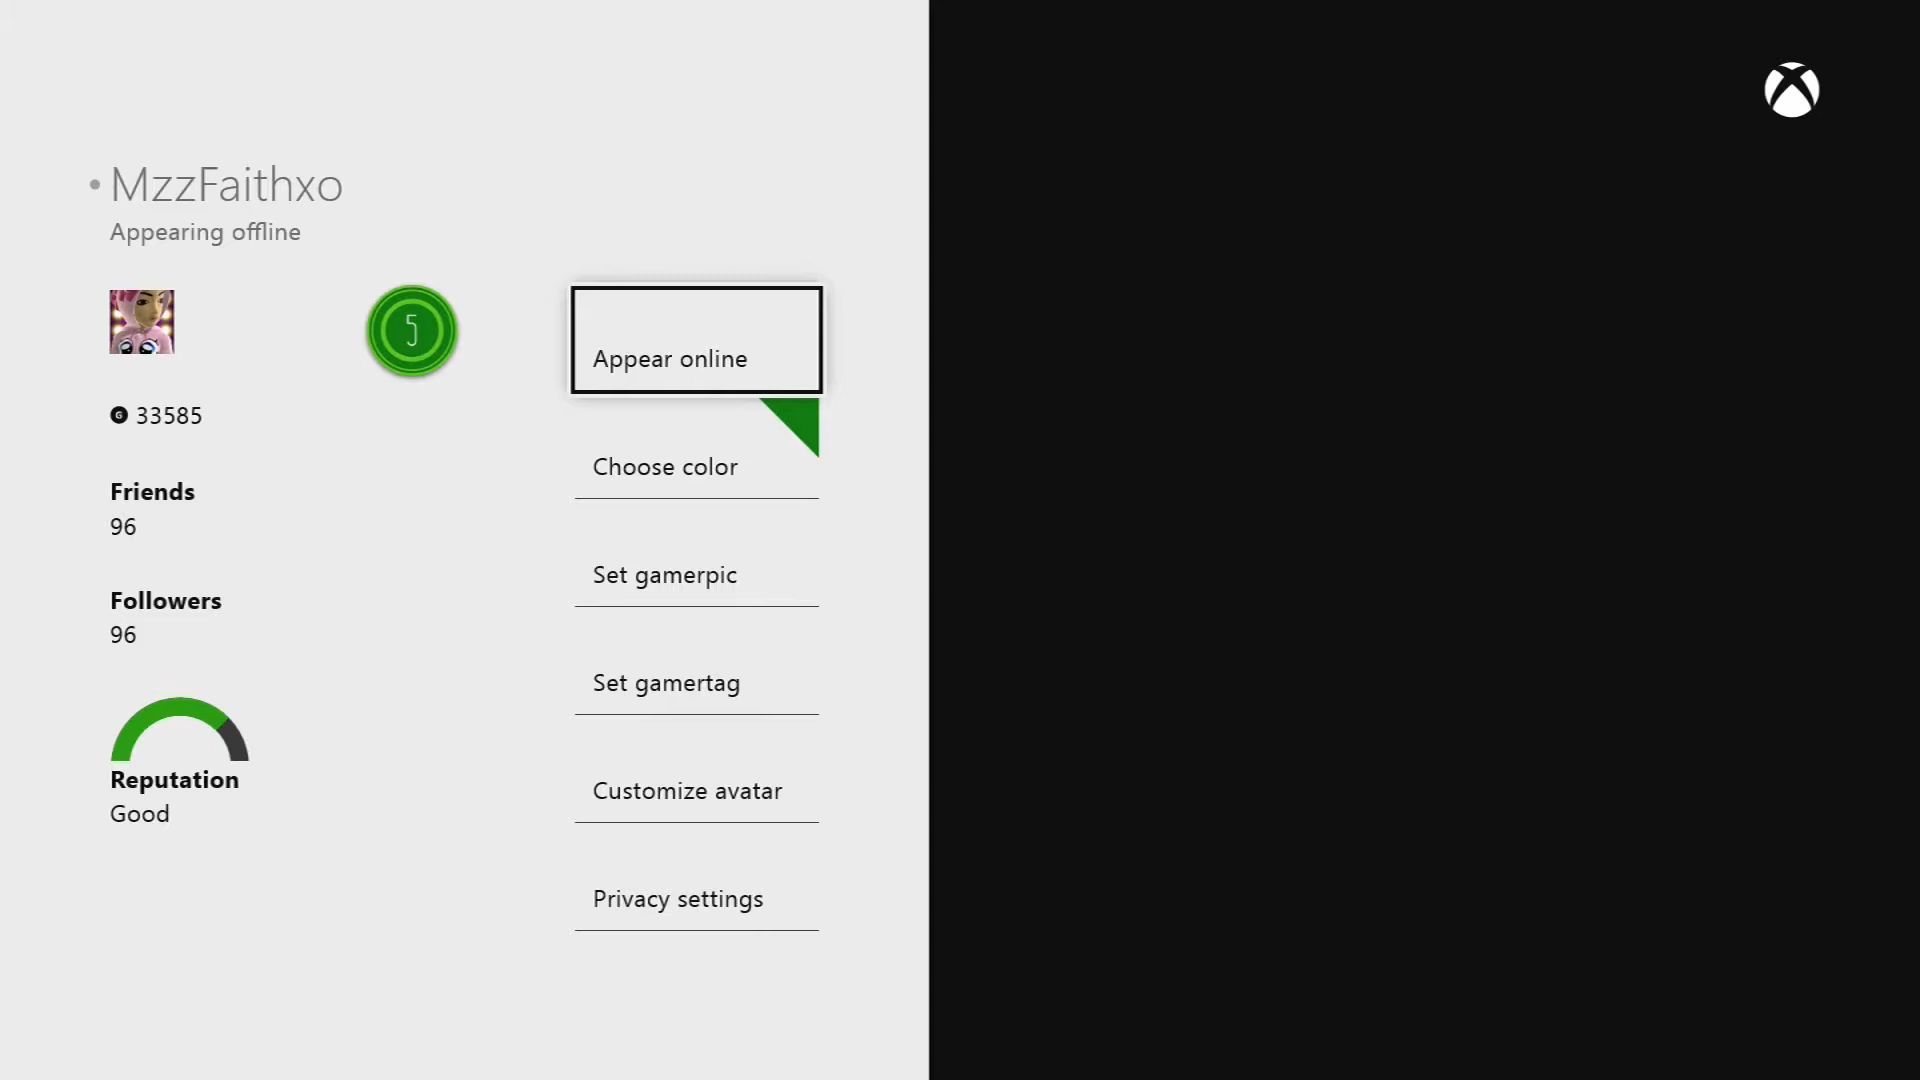 MzzFaithxo
Appearing offline
5
G 33585
Friends
96
Followers
96
Reputation
Good
Appear online
Choose color
Set gamerpic
Set gamertag
Customize avatar
Privacy settings